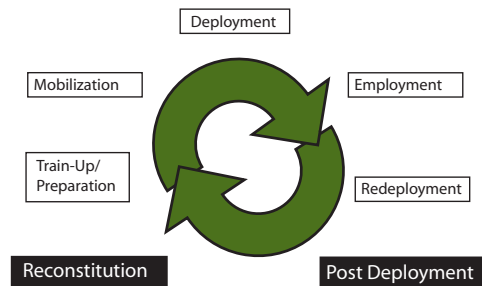 Deployment
Mobilization
Employment
Train-Up/
Preparation
Redeployment
Reconstitution
Post Deployment